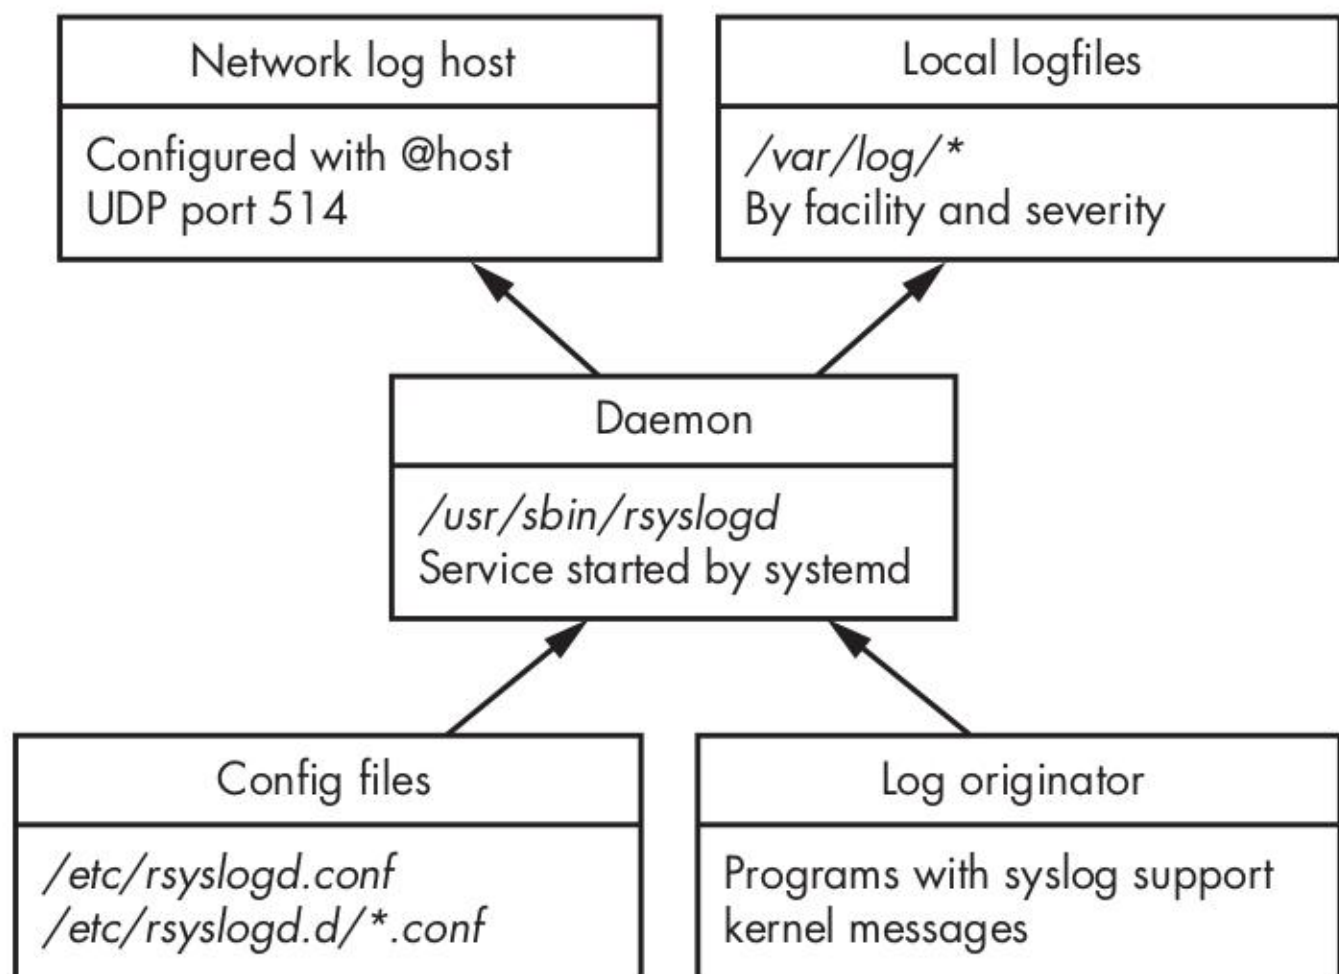 Network log host
Configured with @host
UDP port 514
Local logfiles
/var/log/*
By facility and severity
Daemon
/usr/sbin/rsyslogd
Service started by systemd
Config files
/etc/rsyslogd.conf
/etc/rsyslogd.d/*.conf
Log originator
Programs with syslog support
kernel messages